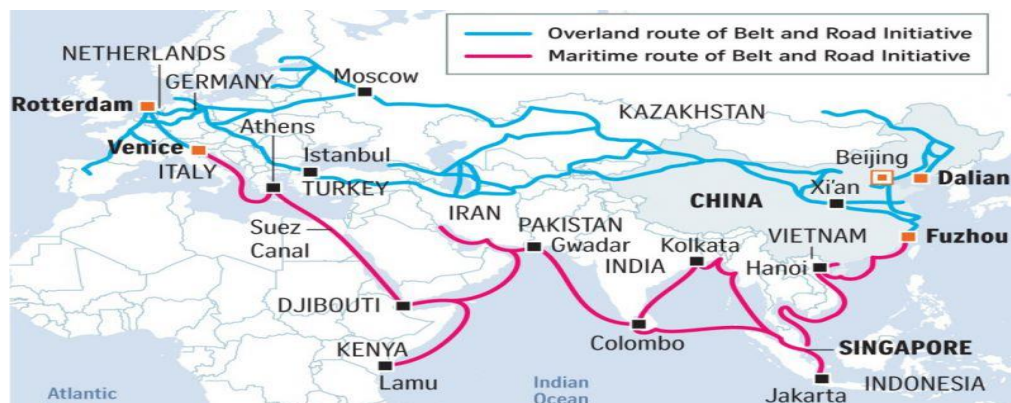 Overland route of Belt and Road Initiative
Maritime route of Belt and Road Initiative
NETHERLANDS
GERMANY
Moscow
Rotterdam
KAZAKHSTAN
Athens
Venice
Istanbul
Beijing
ITALY
TURKEY
Xi'an
Dalian
CHINA
IRAN
PAKISTAN
Suez
Canal
Gwadar
Kolkata
VIETNAM
Fuzhou
INDIA
Hanoi
DJIBOUTI
KENYA
Colombo
SINGAPORE
Lamu
Atlantic
Indian
Ocean
Jakarta
INDONESIA